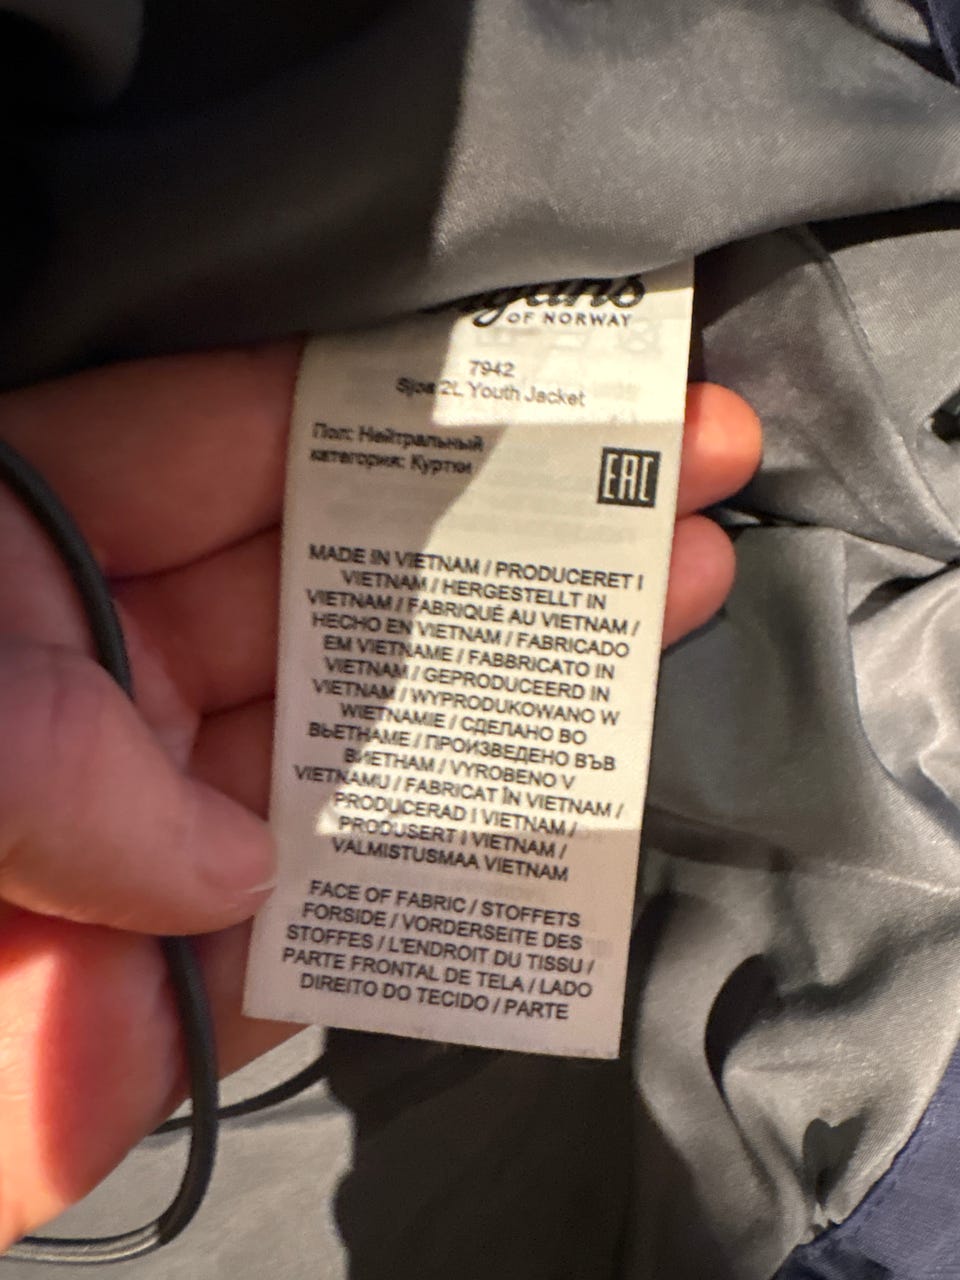 OF NORWAY
7942
2L Youth Jacket
Пол: Нейтральный
категория: Куртки
EAC
MADE IN VIETNAM / PRODUCERET I
VIETNAM / HERGESTELLT IN
VIETNAM / FABRIQUÉ AU VIETNAM /
HECHO EN VIETNAM / FABRICADO
EM VIETNAME / FABBRICATO IN
VIETNAM / GEPRODUCEERD IN
VIETNAM / WYPRODUKOWANO W
WIETNAMIE / СДЕЛАНО ВО
ВЬЕТНАМЕ / ПРОИЗВЕДЕНО ВЪВ
ВИЕТНАМ / VYROBENO V
VIETNAMU / FABRICAT ÎN VIETNAM /
PRODUCERAD I VIETNAM /
PRODUSERT I VIETNAM /
VALMISTUSMAA VIETNAM
FACE OF FABRIC / STOFFETS
FORSIDE / VORDERSEITE DES
STOFFES / L'ENDROIT DU TISSU /
PARTE FRONTAL DE TELA / LADO
DIREITO DO TECIDO / PARTE